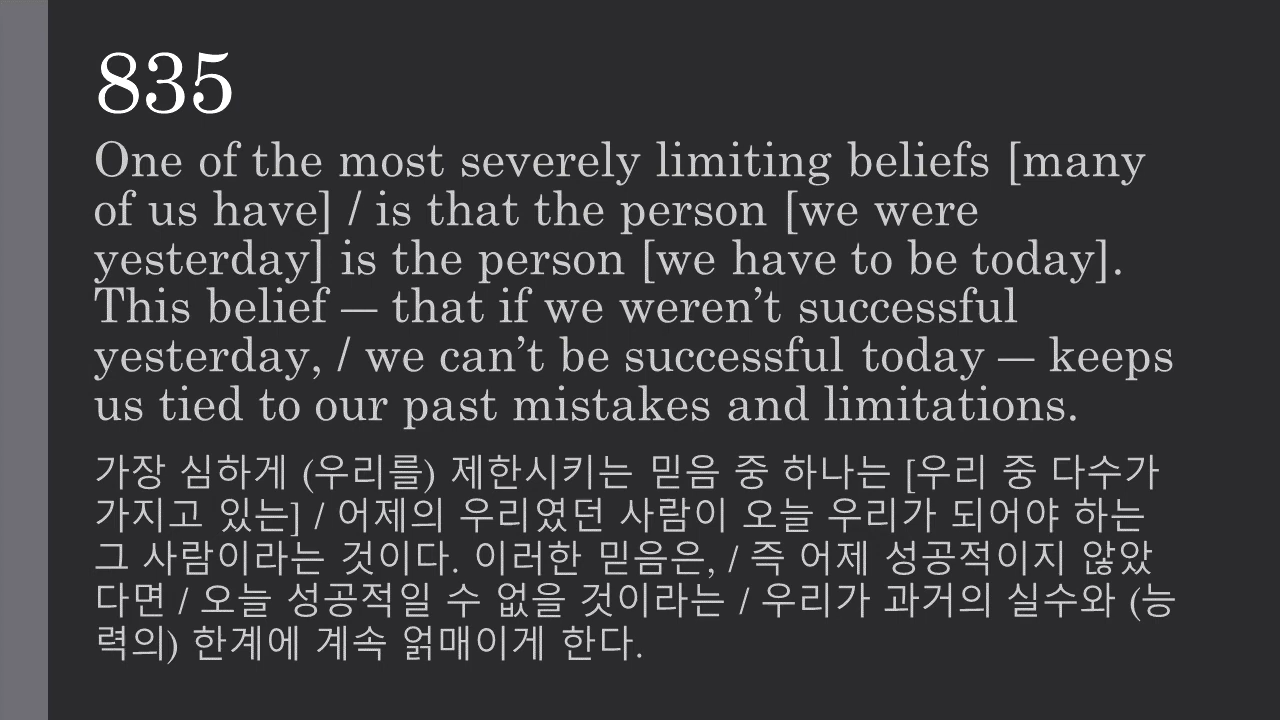 835
One of the most severely limiting beliefs [many
of us have] / is that the person [we were
yesterday] is the person [we have to be today].
This belief — that if we weren’t successful
yesterday, / we can’t be successful today — keeps
us tied to our past mistakes and limitations.
가장 심하게 (우리를) 제한시키는 믿음 중 하나는 [우리 중 다수가
가지고 있는] / 어제의 우리였던 사람이 오늘 우리가 되어야 하는
그 사람이라는 것이다. 이러한 믿음은, / 즉 어제 성공적이지 않았
다면 / 오늘 성공적일 수 없을 것이라는 / 우리가 과거의 실수와 (능
력의) 한계에 계속 얽매이게 한다.